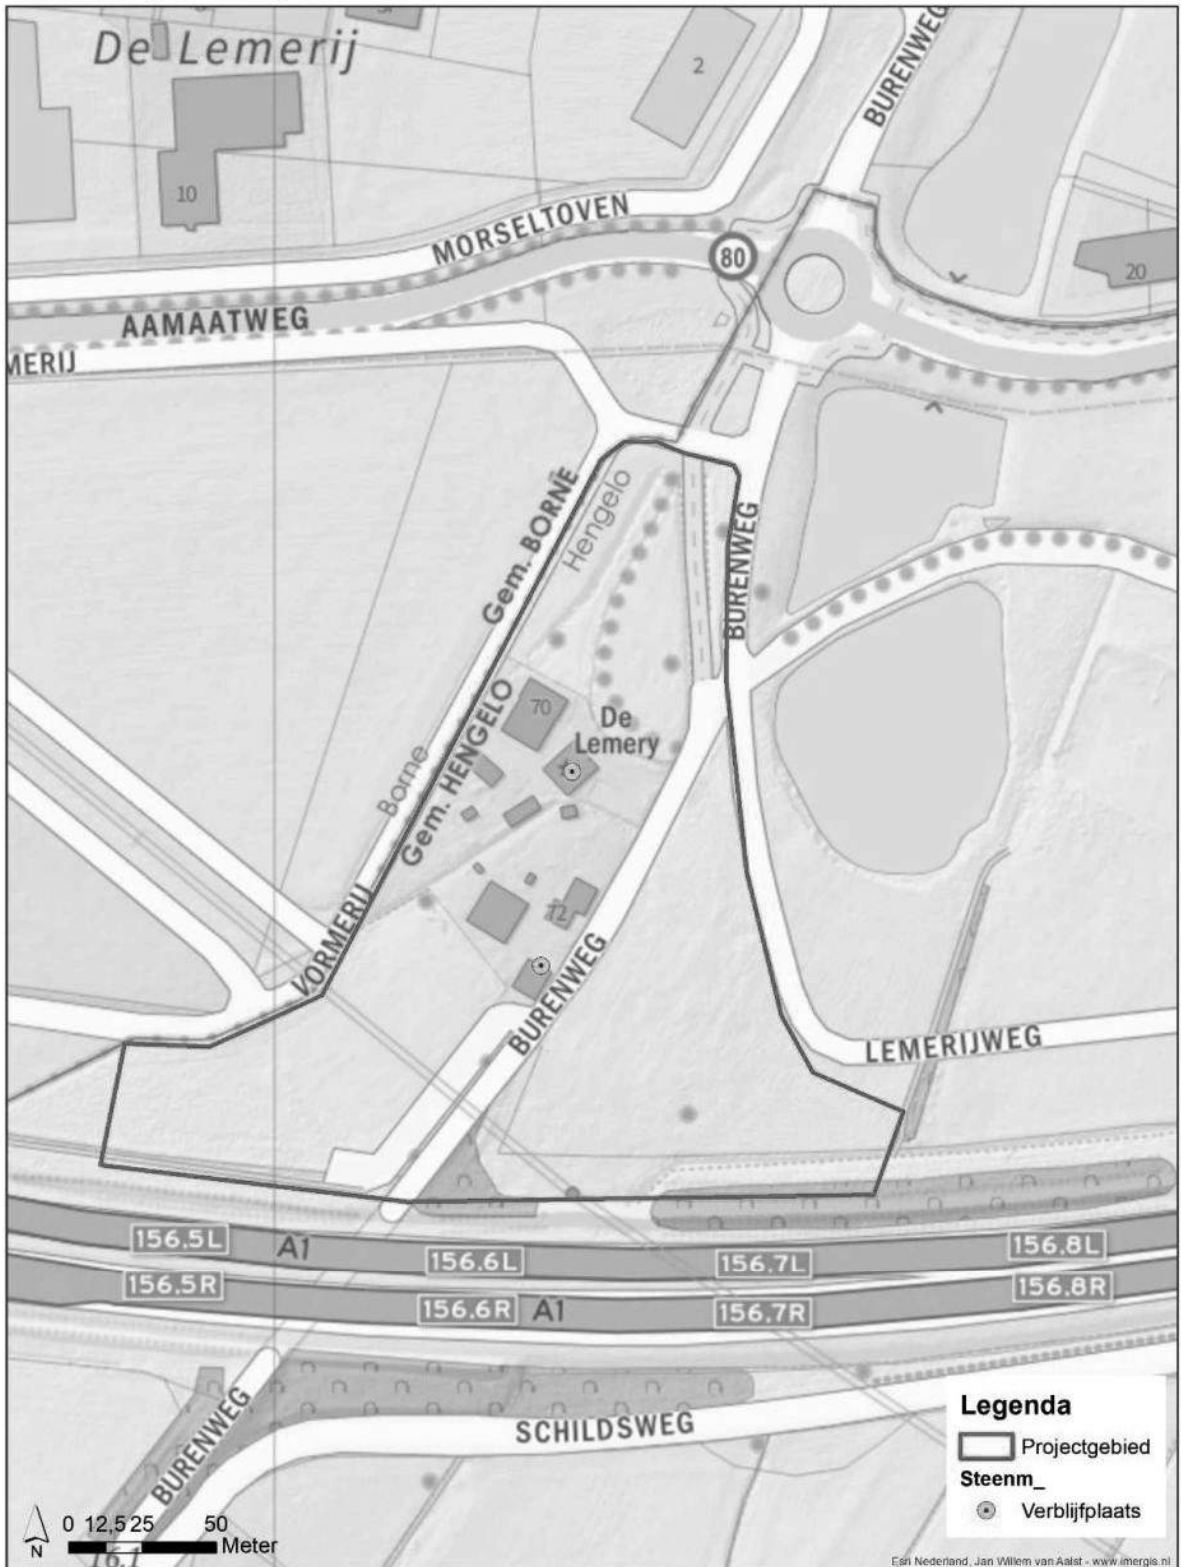 De Lemerij
2
BURENWEG
10
MORSELTOVEN
80
20
AAMAATWEG
MERIJ
Gem. BORNE
Hengelo
BURENWEG
70
De
Lemery
Borne
Gem. HENGELO
VORMERIJ
72
BURENWEG
LEMERIJWEG
156.5L
A1
156.6L
156.7L
156.8L
156.5R
156.6R
A1
156.7R
156.8R
BURENWEG
SCHILDSWEG
Legenda
Projectgebied
Steenm_
Verblijfplaats
N
0 12,5 25 50
Meter
16,1
Esri Nederland, Jan Willem van Aalst - www.imergis.nl